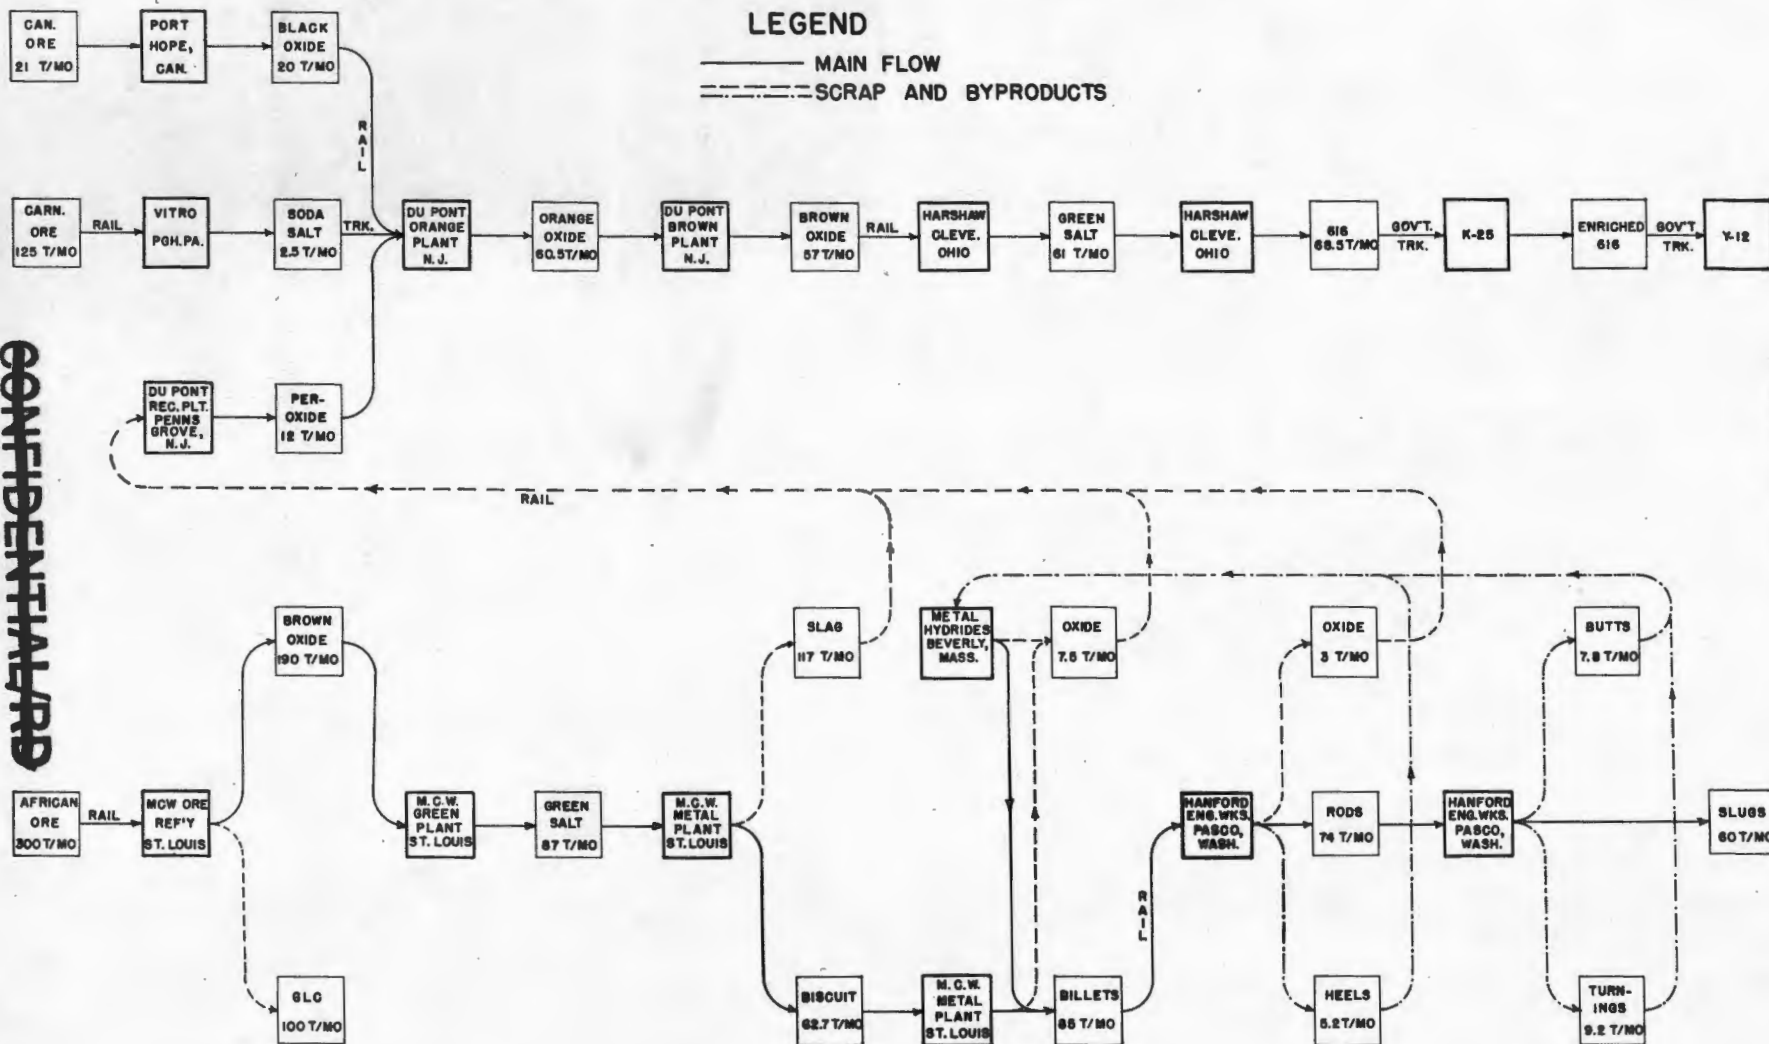 LEGEND
MAIN FLOW
SCRAP AND BYPRODUCTS
CAN.
ORE
21 T/MO
PORT
HOPE,
CAN.
BLACK
OXIDE
20 T/MO
RAIL
CARN.
ORE
125 T/MO
RAIL
VITRO
PGH.PA.
SODA
SALT
2.5 T/MO
TRK.
DU PONT
ORANGE
PLANT
N.J.
ORANGE
OXIDE
60.5 T/MO
DU PONT
BROWN
PLANT
N.J.
BROWN
OXIDE
57 T/MO
RAIL
HARSHAW
CLEVE.
OHIO
GREEN
SALT
61 T/MO
HARSHAW
CLEVE.
OHIO
616
68.5 T/MO
GOV'T.
TRK.
K-25
ENRICHED
616
GOV'T
TRK.
Y-12
DU PONT
REC. PLT.
PENNS
GROVE,
N.J.
PER-
OXIDE
12 T/MO
RAIL
CONFIDENTIAL/RD
BROWN
OXIDE
190 T/MO
SLAG
117 T/MO
METAL
HYDRIDES
BEVERLY,
MASS.
OXIDE
7.5 T/MO
OXIDE
3 T/MO
BUTTS
7.8 T/MO
AFRICAN
ORE
300 T/MO
RAIL
MCW ORE
REF'Y
ST. LOUIS
M.C.W.
GREEN
PLANT
ST. LOUIS
GREEN
SALT
87 T/MO
M.C.W.
METAL
PLANT
ST. LOUIS
RAIL
HANFORD
ENG. WKS.
PASCO,
WASH.
RODS
74 T/MO
HANFORD
ENG. WKS.
PASCO,
WASH.
SLUGS
60 T/MO
GLC
100 T/MO
BISCUIT
62.7 T/MO
M.C.W.
METAL
PLANT
ST. LOUIS
BILLETS
85 T/MO
HEELS
5.2 T/MO
TURN-
INGS
9.2 T/MO